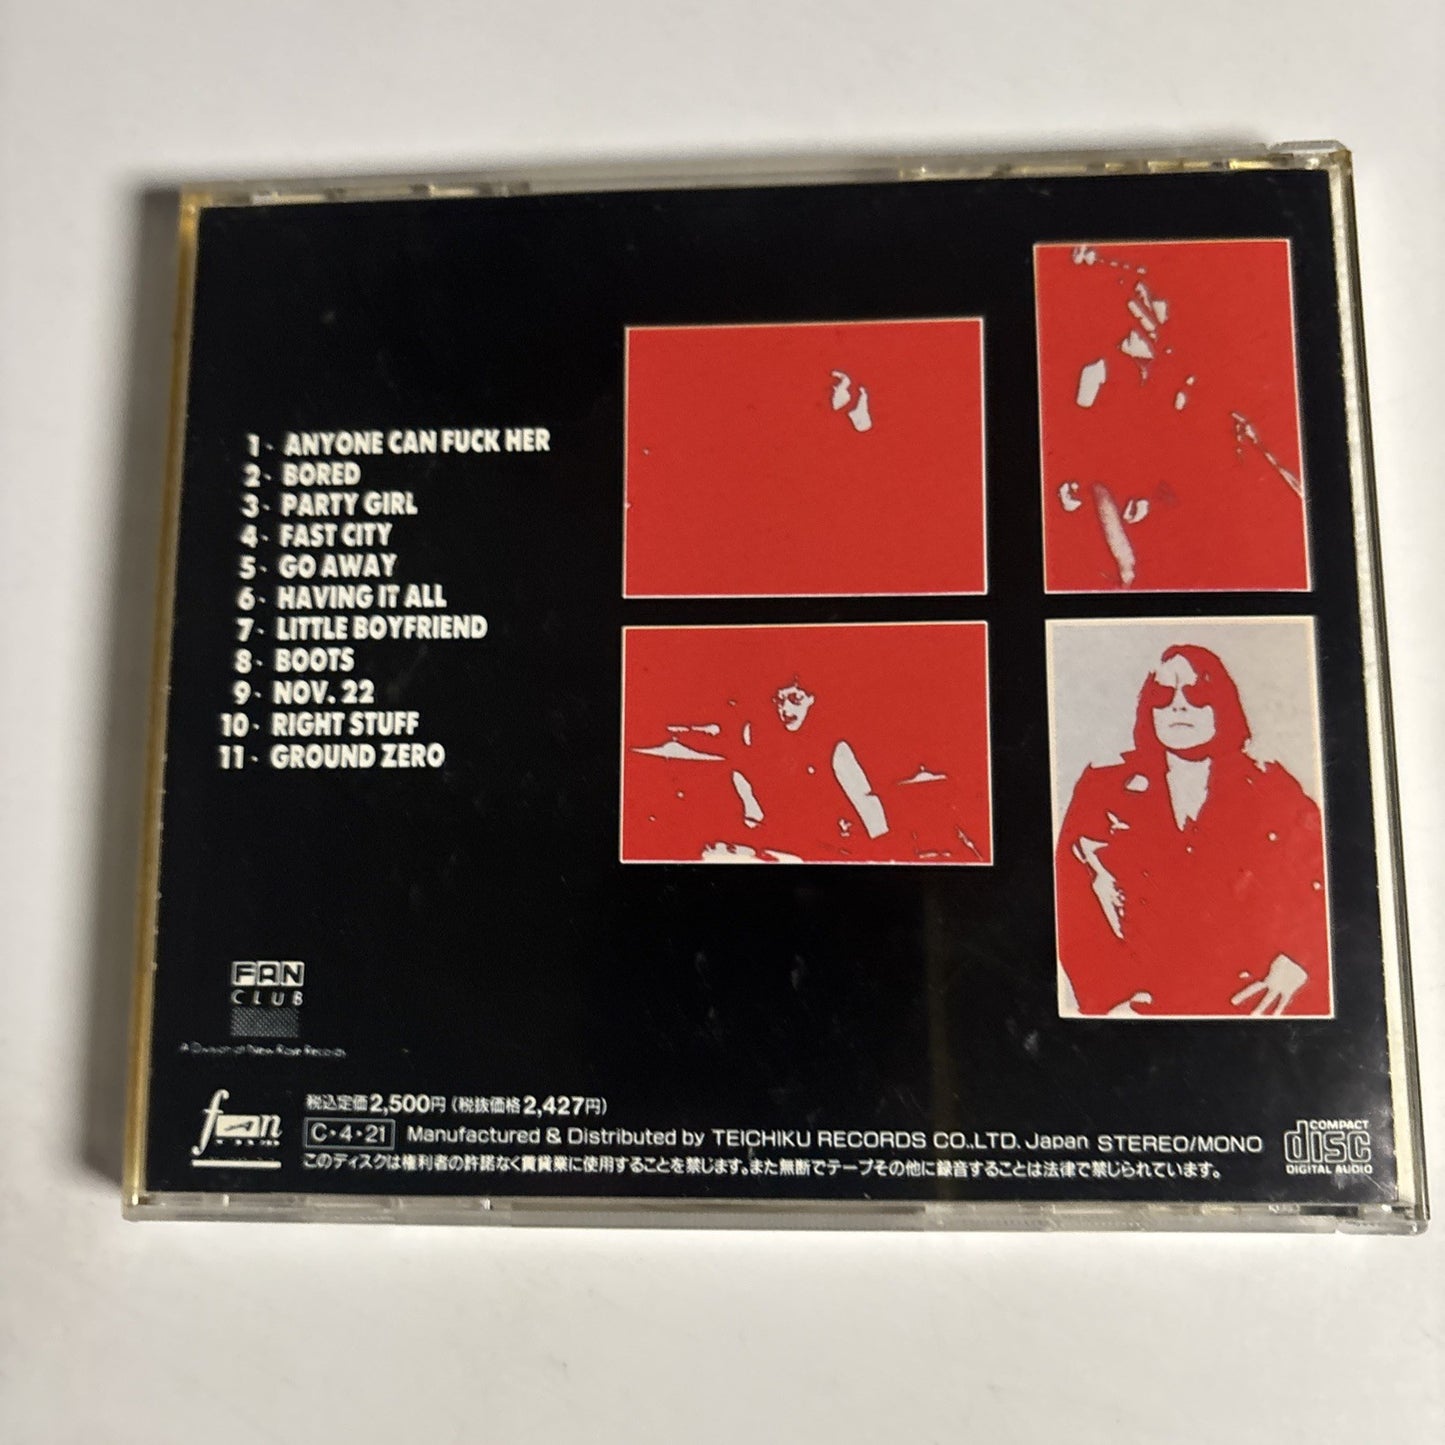 1- ANYONE CAN FUCK HER
2- BORED
3- PARTY GIRL
4- FAST CITY
5- GO AWAY
6- HAVING IT ALL
7- LITTLE BOYFRIEND
8- BOOTS
9- NOV. 22
10- RIGHT STUFF
11- GROUND ZERO
FAN
CLUB
A Division of New Rose Records
fan
税込定価2,500円(税抜価格2,427円)
C・4・21 Manufactured & Distributed by TEICHIKU RECORDS CO.,LTD. Japan STEREO/MONO
このディスクは権利者の許諾なく賃貸業に使用することを禁じます。また無断でテープその他に録音することは法律で禁じられています。
COMPACT
disc
DIGITAL AUDIO